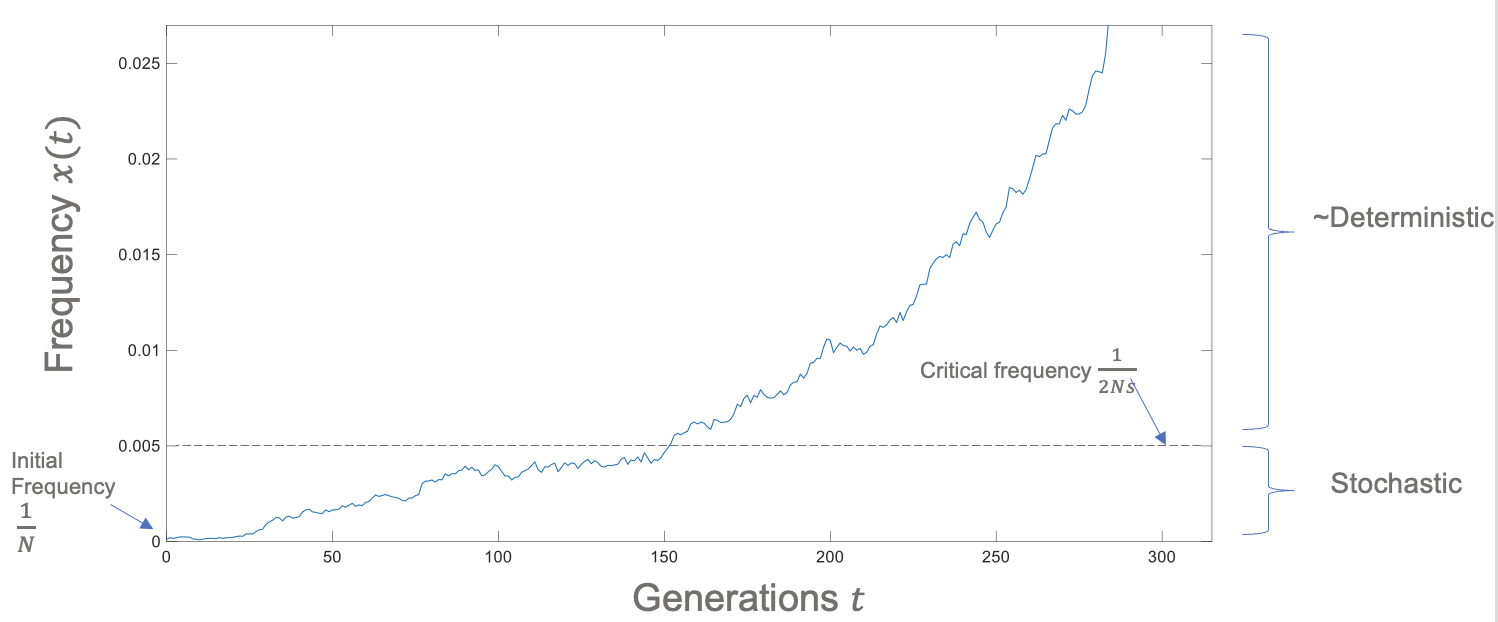 0.025
0.02
0.015
0.01
0.005
0
Frequency x(t)
Initial
Frequency
1
N
Critical frequency 1
2Ns
~Deterministic
Stochastic
0 50 100 150 200 250 300
Generations t